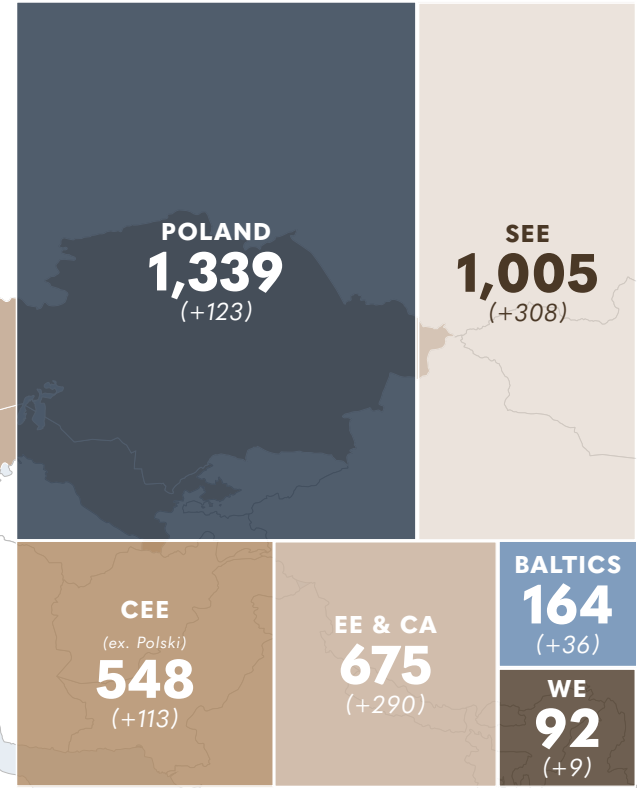 POLAND
1,339
(+123)
SEE
1,005
(+308)
CEE
(ex. Polski)
548
(+113)
EE & CA
675
(+290)
BALTICS
164
(+36)
WE
92
(+9)